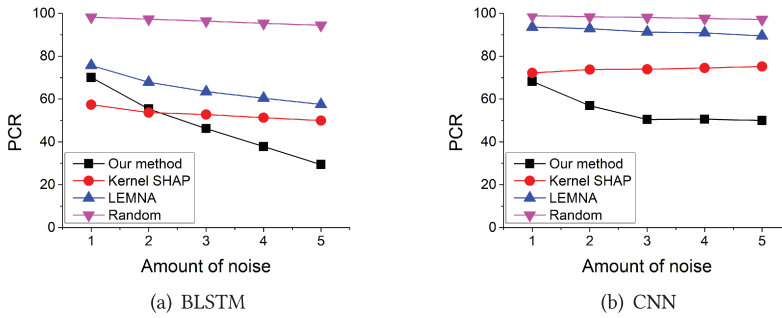 100
80
60
40
20
0
PCR
Our method
Kernel SHAP
LEMNA
Random
1 2 3 4 5
Amount of noise
(a) BLSTM
100
80
60
40
20
0
PCR
Our method
Kernel SHAP
LEMNA
Random
1 2 3 4 5
Amount of noise
(b) CNN